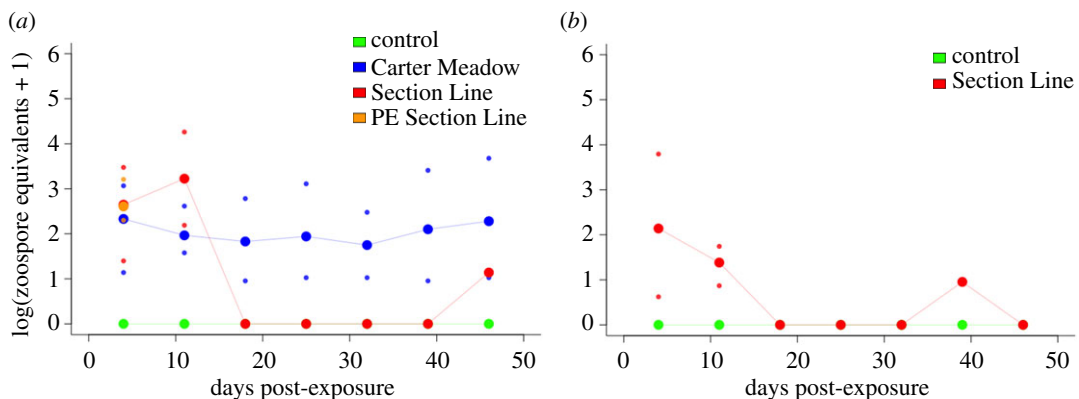 (a)
log(zoospore equivalents + 1)
6
5
4
3
2
1
0
control
Carter Meadow
Section Line
PE Section Line
0 10 20 30 40 50
days post-exposure
(b)
6
5
4
3
2
1
0
control
Section Line
0 10 20 30 40 50
days post-exposure